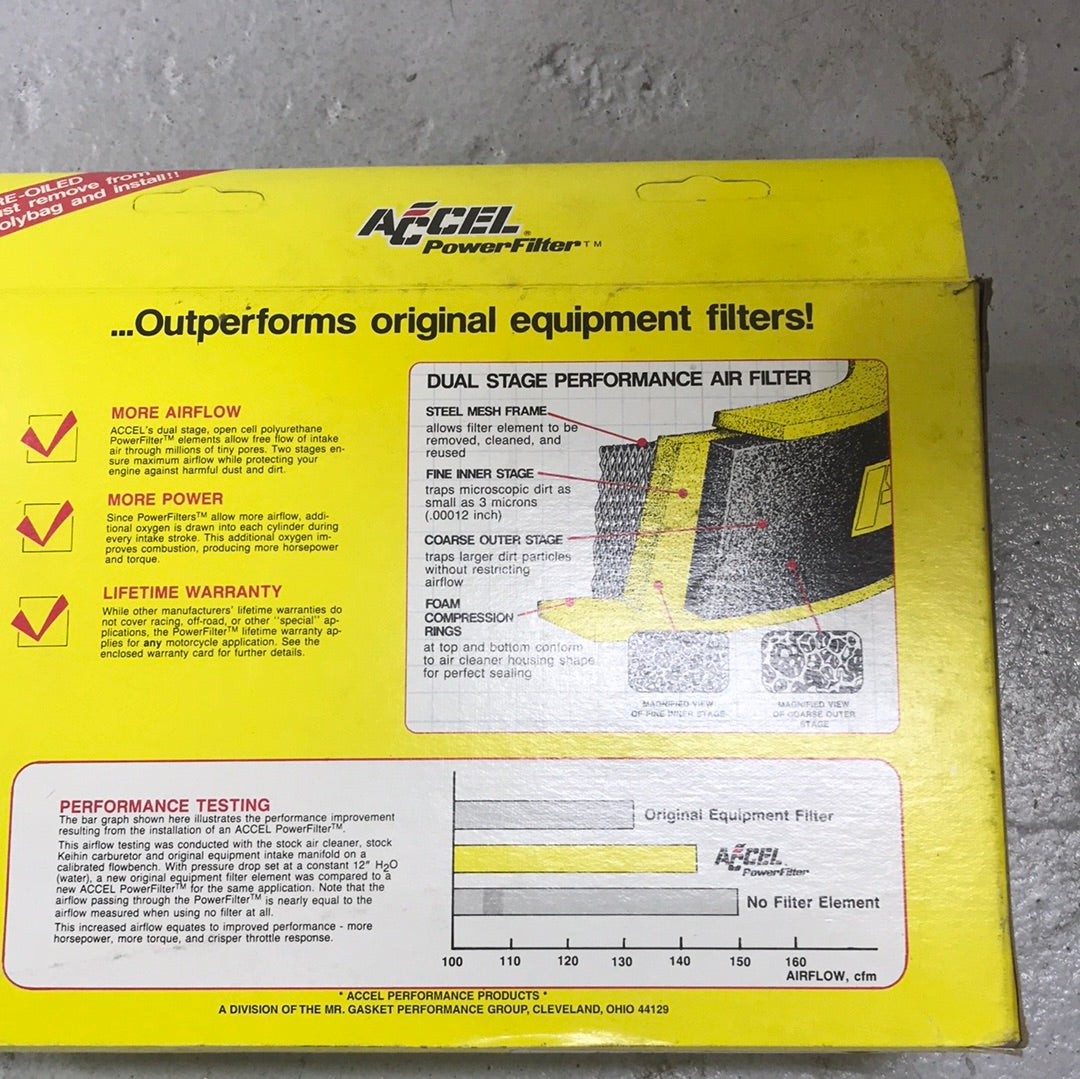 RE-OILED
st remove from
olybag and install!!
ACCEL®
PowerFilter™
...Outperforms original equipment filters!
MORE AIRFLOW
ACCEL's dual stage, open cell polyurethane
PowerFilter™ elements allow free flow of intake
air through millions of tiny pores. Two stages en-
sure maximum airflow while protecting your
engine against harmful dust and dirt.
MORE POWER
Since PowerFilters™ allow more airflow, addi-
tional oxygen is drawn into each cylinder during
every intake stroke. This additional oxygen im-
proves combustion, producing more horsepower
and torque.
LIFETIME WARRANTY
While other manufacturers' lifetime warranties do
not cover racing, off-road, or other "special" ap-
plications, the PowerFilter™ lifetime warranty ap-
plies for any motorcycle application. See the
enclosed warranty card for further details.
DUAL STAGE PERFORMANCE AIR FILTER
STEEL MESH FRAME
allows filter element to be
removed, cleaned, and
reused
FINE INNER STAGE
traps microscopic dirt as
small as 3 microns
(.00012 inch)
COARSE OUTER STAGE
traps larger dirt particles
without restricting
airflow
FOAM
COMPRESSION
RINGS
at top and bottom conform
to air cleaner housing shape
for perfect sealing
MAGNIFIED VIEW
OF FINE INNER STAGE
MAGNIFIED VIEW
OF COARSE OUTER
STAGE
PERFORMANCE TESTING
The bar graph shown here illustrates the performance improvement
resulting from the installation of an ACCEL PowerFilter™.
This airflow testing was conducted with the stock air cleaner, stock
Keihin carburetor and original equipment intake manifold on a
calibrated flowbench. With pressure drop set at a constant 12" H₂O
(water), a new original equipment filter element was compared to a
new ACCEL PowerFilter™ for the same application. Note that the
airflow passing through the PowerFilter™ is nearly equal to the
airflow measured when using no filter at all.
This increased airflow equates to improved performance - more
horsepower, more torque, and crisper throttle response.
Original Equipment Filter
ACCEL
PowerFilter
No Filter Element
100 110 120 130 140 150 160
AIRFLOW, cfm
* ACCEL PERFORMANCE PRODUCTS *
A DIVISION OF THE MR. GASKET PERFORMANCE GROUP, CLEVELAND, OHIO 44129